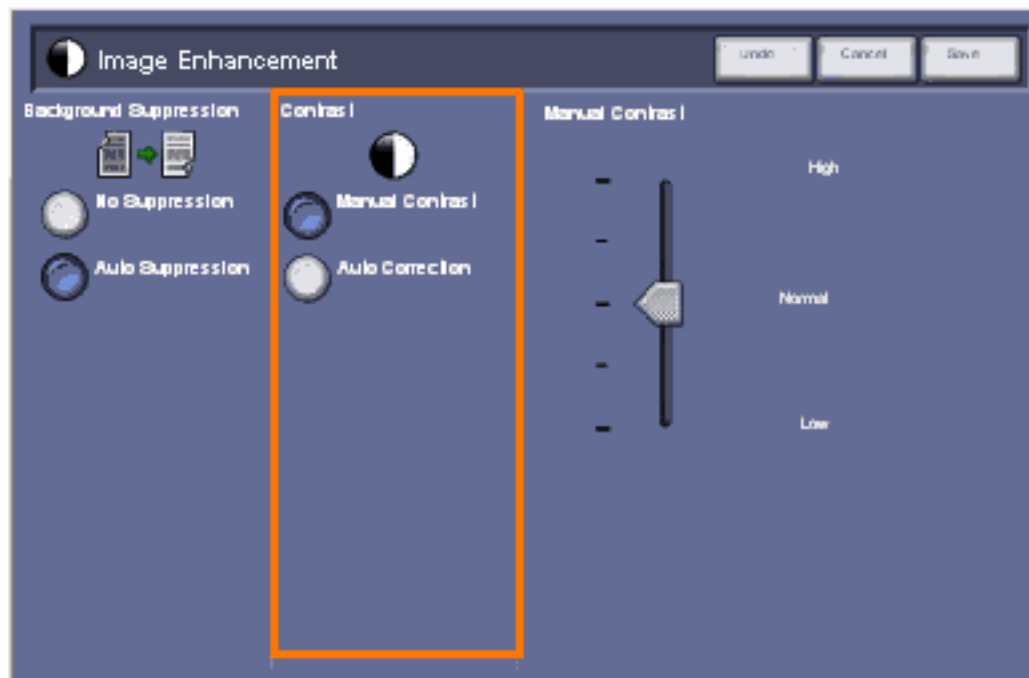 Image Enhancement
Undo
Cancel
Save
Background Suppression
No Suppression
Auto Suppression
Contrast
Manual Contrast
Auto Correction
Manual Contrast
High
Normal
Low